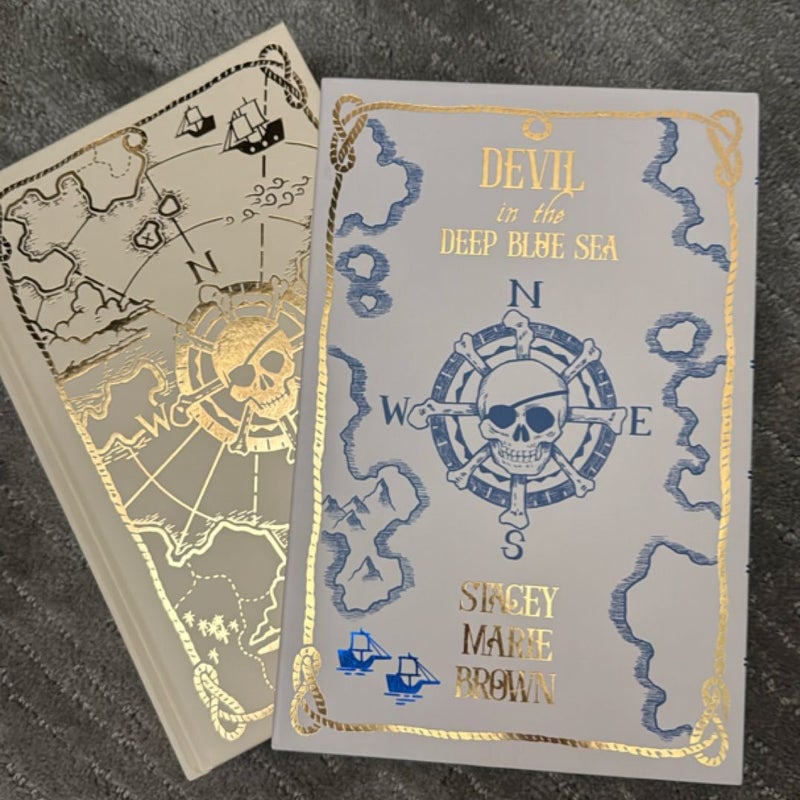 DEVIL
in the
DEEP BLUE SEA
N
W
E
S
STACEY
MARIE
BROWN
N
W